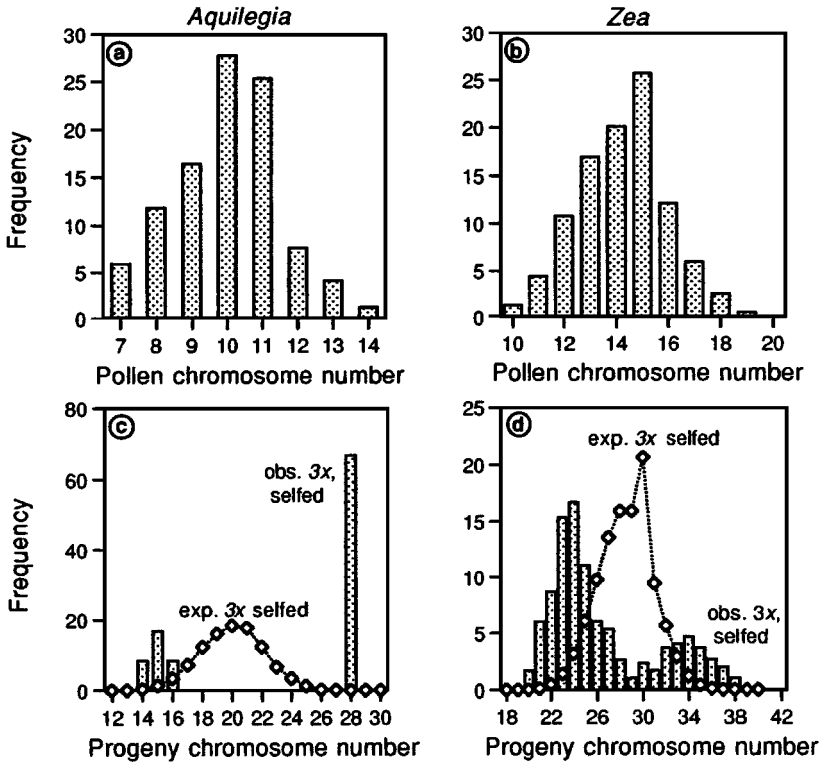 Aquilegia
Zea
Frequency
30
25
20
15
10
5
0
a
7 8 9 10 11 12 13 14
Pollen chromosome number
30
25
20
15
10
5
0
b
10 12 14 16 18 20
Pollen chromosome number
Frequency
80
60
40
20
0
c
obs. 3x,
selfed
exp. 3x selfed
12 14 16 18 20 22 24 26 28 30
Progeny chromosome number
25
20
15
10
5
0
d
exp. 3x selfed
obs. 3x,
selfed
18 22 26 30 34 38 42
Progeny chromosome number